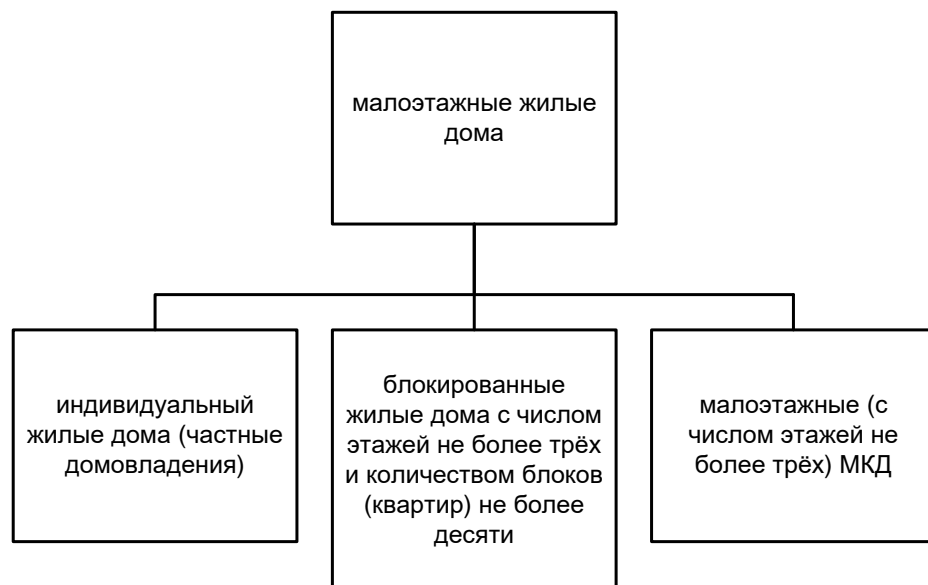 малоэтажные жилые
дома
индивидуальный
жилые дома (частные
домовладения)
блокированные
жилые дома с числом
этажей не более трёх
и количеством блоков
(квартир) не более
десяти
малоэтажные (с
числом этажей не
более трёх) МКД